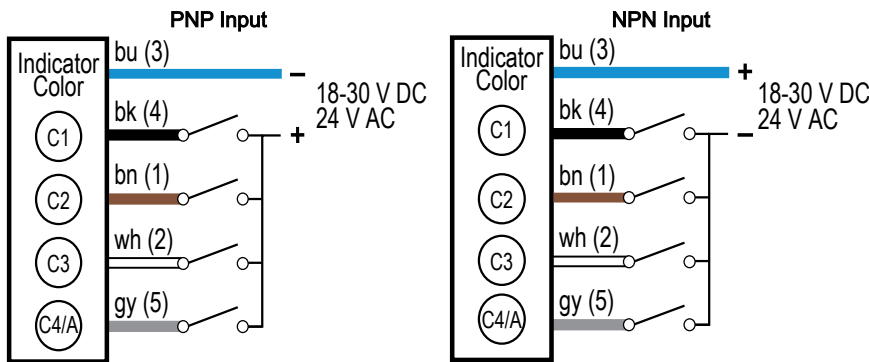 PNP Input
Indicator
Color
bu (3)
–
18-30 V DC
24 V AC
C1
bk (4)
+
C2
bn (1)
C3
wh (2)
C4/A
gy (5)
NPN Input
Indicator
Color
bu (3)
+
18-30 V DC
24 V AC
C1
bk (4)
–
C2
bn (1)
C3
wh (2)
C4/A
gy (5)